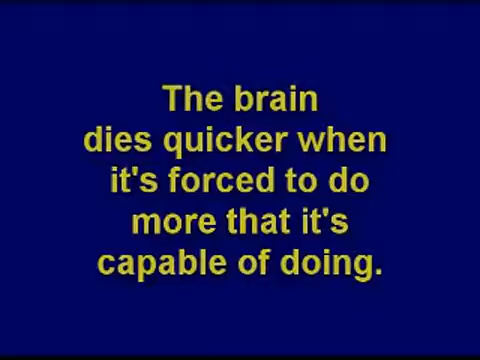 The brain
dies quicker when
it's forced to do
more that it's
capable of doing.